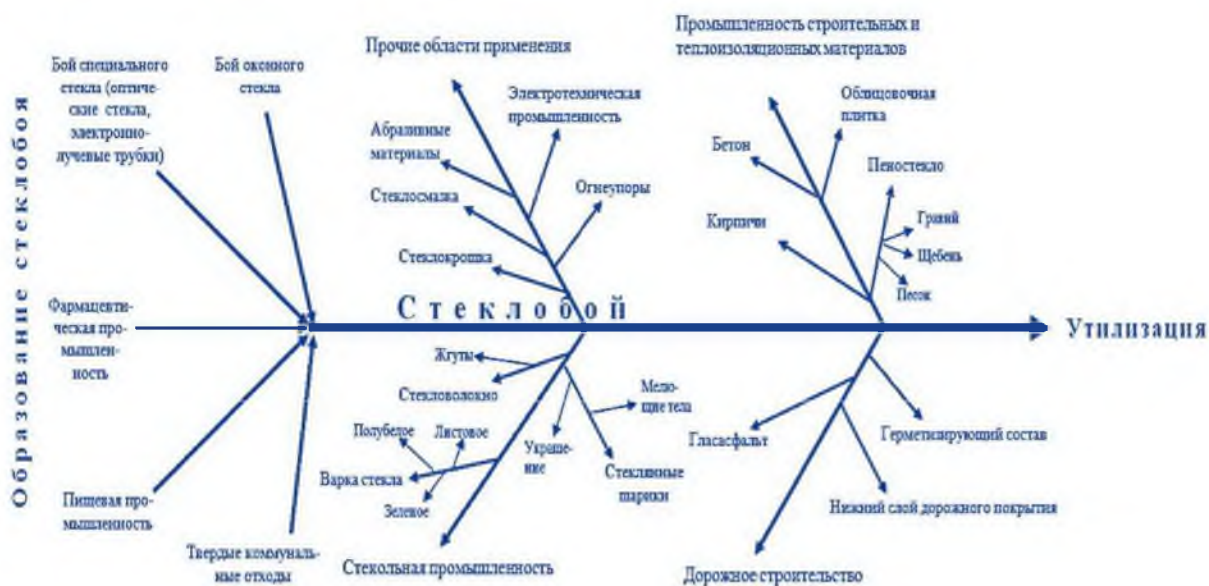 Образование стеклобоя
Бой специального
стекла (оптиче-
ские стекла,
электронно-
лучевые трубки)
Бой оконного
стекла
Фармацевти-
ческая про-
мышлен-
ность
Пищевая про-
мышленность
Твердые коммуналь-
ные отходы
Прочие области применения
Электротехническая
промышленность
Абразивные
материалы
Стеклосмазка
Огнеупоры
Стеклокрошка
Промышленность строительных и
теплоизоляционных материалов
Облицовочная
плитка
Бетон
Пеностекло
Кирпичи
Гравий
Щебень
Песок
Стеклобой
Утилизация
Жгуты
Стекловолокно
Мелю-
щие тела
Полубелое
Листовое
Украше-
ние
Варка стекла
Стеклянные
шарики
Зеленое
Стекольная промышленность
Гласасфальт
Герметизирующий состав
Нижний слой дорожного покрытия
Дорожное строительство